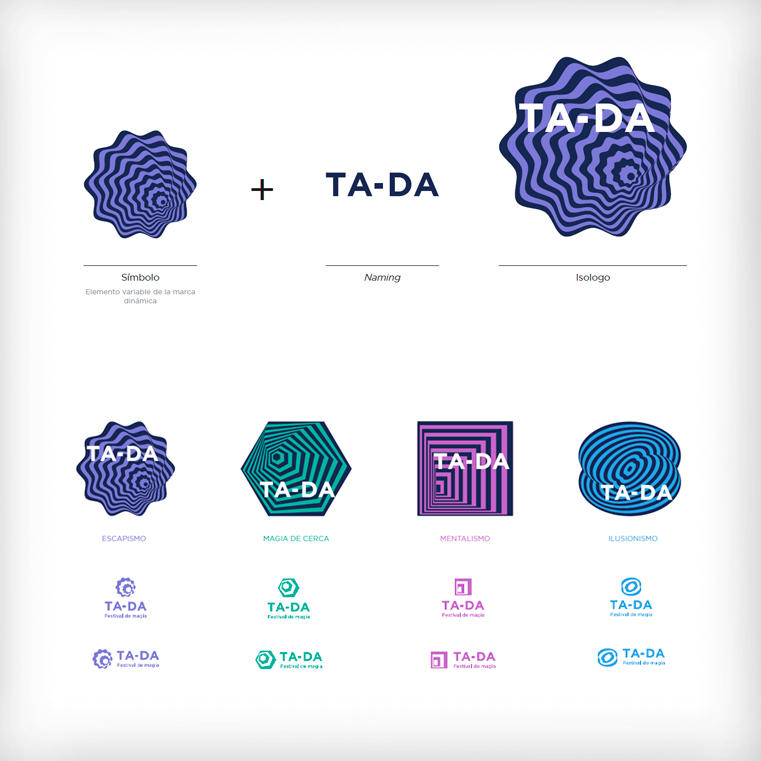 TA-DA
+
TA-DA
Símbolo
Elemento variable de la marca
dinámica
Naming
Isologo
TA-DA
TA-DA
TA-DA
TA-DA
ESCAPISMO
MAGIA DE CERCA
MENTALISMO
ILUSIONISMO
TA-DA
Festival de magia
TA-DA
Festival de magia
TA-DA
Festival de magia
TA-DA
Festival de magia
TA-DA
Festival de magia
TA-DA
Festival de magia
TA-DA
Festival de magia
TA-DA
Festival de magia